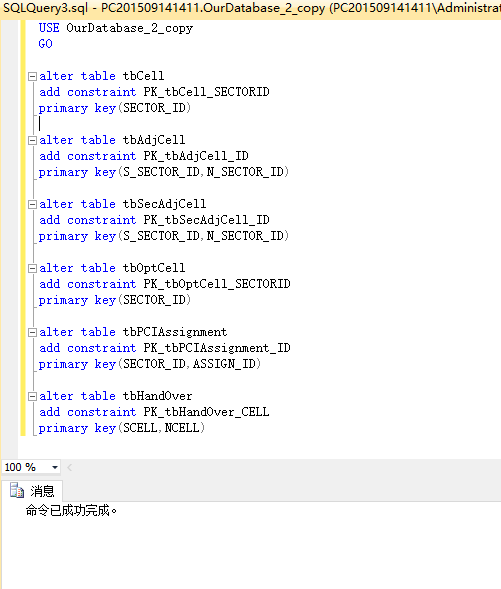 SQLQuery3.sql - PC201509141411.OurDatabase_2_copy (PC201509141411\Administrat
USE OurDatabase_2_copy
GO
alter table tbCell
add constraint PK_tbCell_SECTORID
primary key(SECTOR_ID)
alter table tbAdjCell
add constraint PK_tbAdjCell_ID
primary key(S_SECTOR_ID,N_SECTOR_ID)
alter table tbSecAdjCell
add constraint PK_tbSecAdjCell_ID
primary key(S_SECTOR_ID,N_SECTOR_ID)
alter table tbOptCell
add constraint PK_tbOptCell_SECTORID
primary key(SECTOR_ID)
alter table tbPCIAssignment
add constraint PK_tbPCIAssignment_ID
primary key(SECTOR_ID,ASSIGN_ID)
alter table tbHandOver
add constraint PK_tbHandOver_CELL
primary key(SCELL,NCELL)
100 %
消息
命令已成功完成。